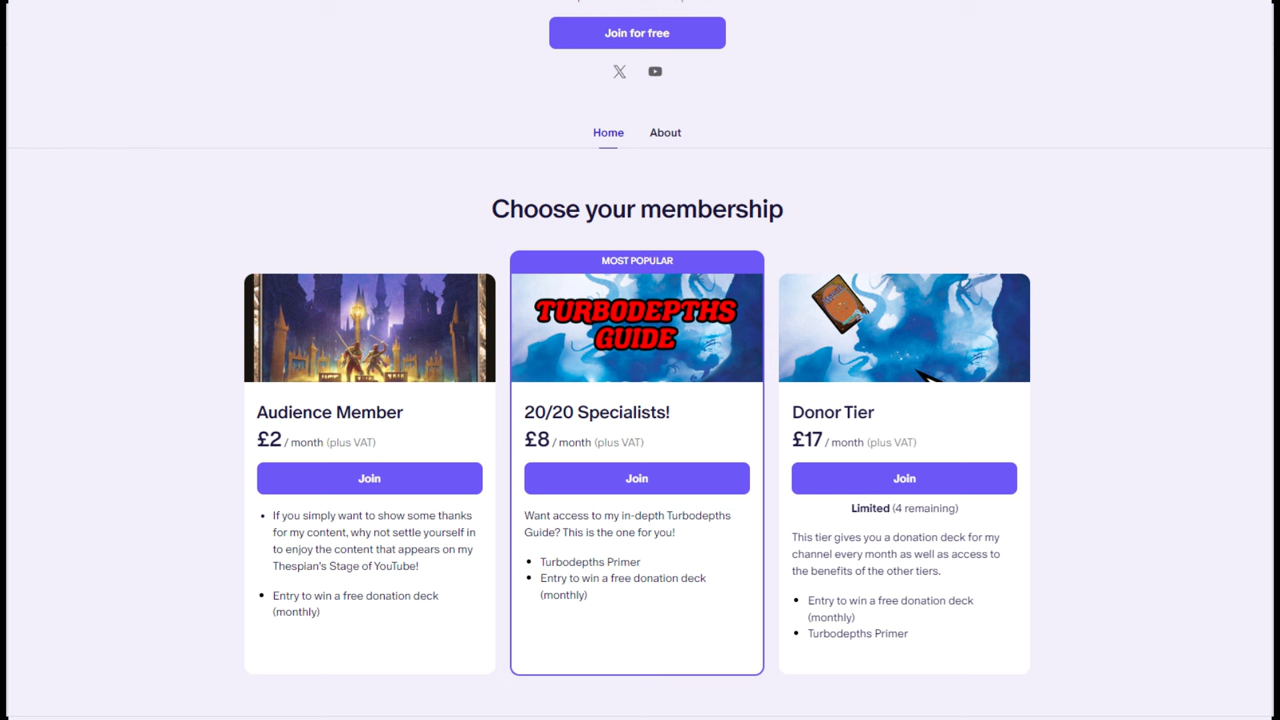 Join for free
Home About
Choose your membership
MOST POPULAR
TURBODEPTHS
GUIDE
Audience Member
£2 / month (plus VAT)
Join
• If you simply want to show some thanks
for my content, why not settle yourself in
to enjoy the content that appears on my
Thespian's Stage of YouTube!
• Entry to win a free donation deck
(monthly)
20/20 Specialists!
£8 / month (plus VAT)
Join
Want access to my in-depth Turbodepths
Guide? This is the one for you!
• Turbodepths Primer
• Entry to win a free donation deck
(monthly)
Donor Tier
£17 / month (plus VAT)
Join
Limited (4 remaining)
This tier gives you a donation deck for my
channel every month as well as access to
the benefits of the other tiers.
• Entry to win a free donation deck
(monthly)
• Turbodepths Primer